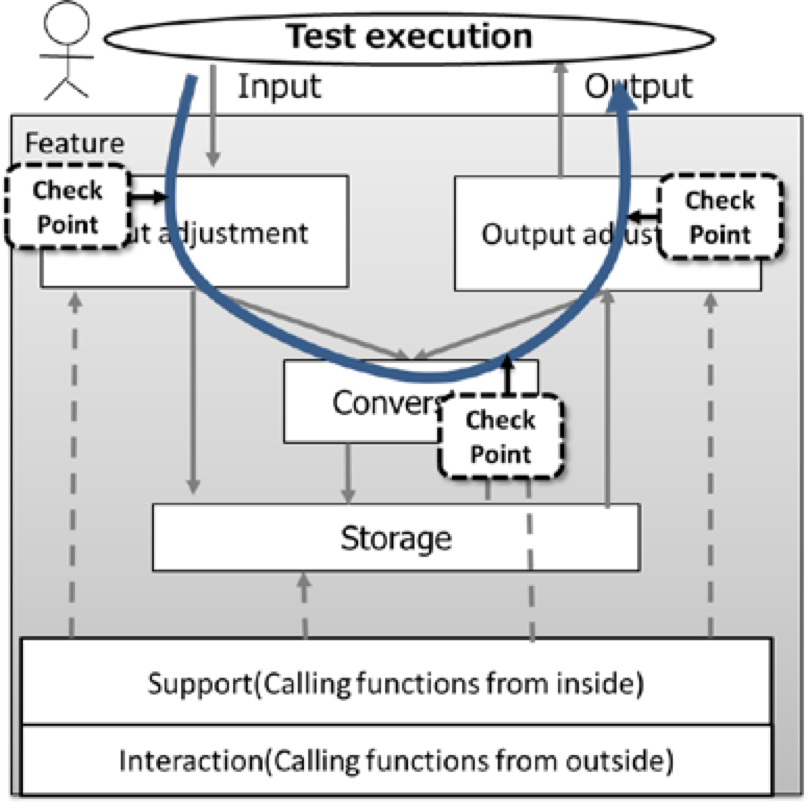 Test execution
Input
Output
Feature
Check
Point
ut adjustment
Output adjust
Check
Point
Convers
Check
Point
Storage
Support(Calling functions from inside)
Interaction(Calling functions from outside)